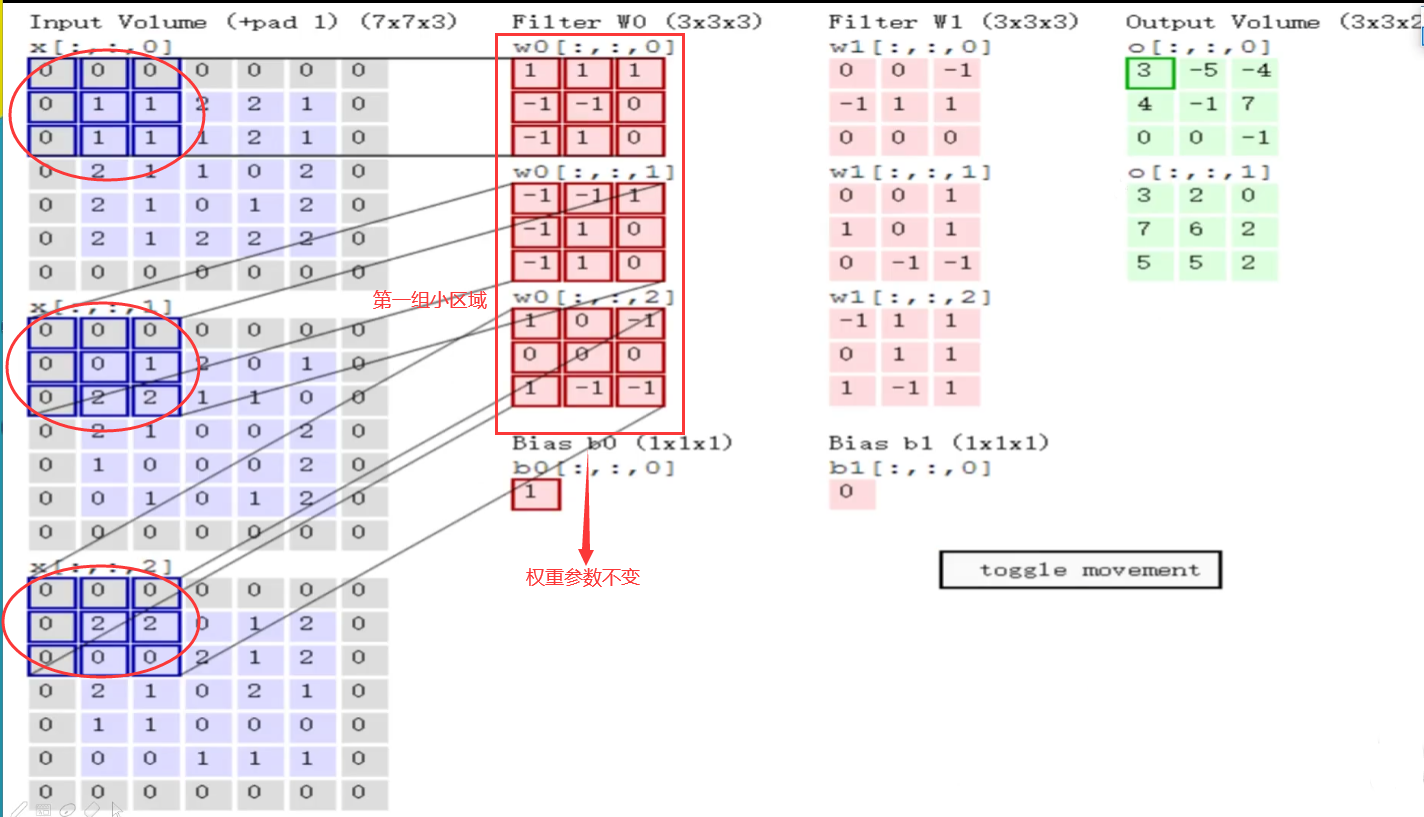 Input Volume (+pad 1) (7x7x3) Filter W0 (3x3x3) Filter W1 (3x3x3) Output Volume (3x3x2
x[:,:,0] w0[:,:,0] w1[:,:,0] o[:,:,0]
0 0 0 0 0 0 0 1 1 1 0 0 -1 3 -5 -4
0 1 1 2 2 1 0 -1 -1 0 -1 1 1 4 -1 7
0 1 1 1 2 1 0 -1 1 0 0 0 0 0 0 -1
0 2 1 1 0 2 0 w0[:,:,1] w1[:,:,1] o[:,:,1]
0 2 1 0 1 2 0 -1 -1 1 0 0 1 3 2 0
0 2 1 2 2 2 0 -1 1 0 1 0 1 7 6 2
0 0 0 0 0 0 0 -1 1 0 0 -1 -1 5 5 2
x[:,:,1] 第一组小区域 w0[:,:,2] w1[:,:,2]
0 0 0 0 0 0 0 1 0 -1 -1 1 1
0 0 1 2 0 1 0 0 0 0 0 1 1
0 2 2 1 1 0 0 1 -1 -1 1 -1 1
0 2 1 0 0 2 0 Bias b0 (1x1x1) Bias b1 (1x1x1)
0 1 0 0 0 2 0 b0[:,:,0] b1[:,:,0]
0 0 1 0 1 2 0 1 0
0 0 0 0 0 0 0
x[:,:,2] 权重参数不变 toggle movement
0 0 0 0 0 0 0
0 2 2 0 1 2 0
0 0 0 2 1 2 0
0 2 1 0 2 1 0
0 1 1 0 0 0 0
0 0 0 1 1 1 0
0 0 0 0 0 0 0